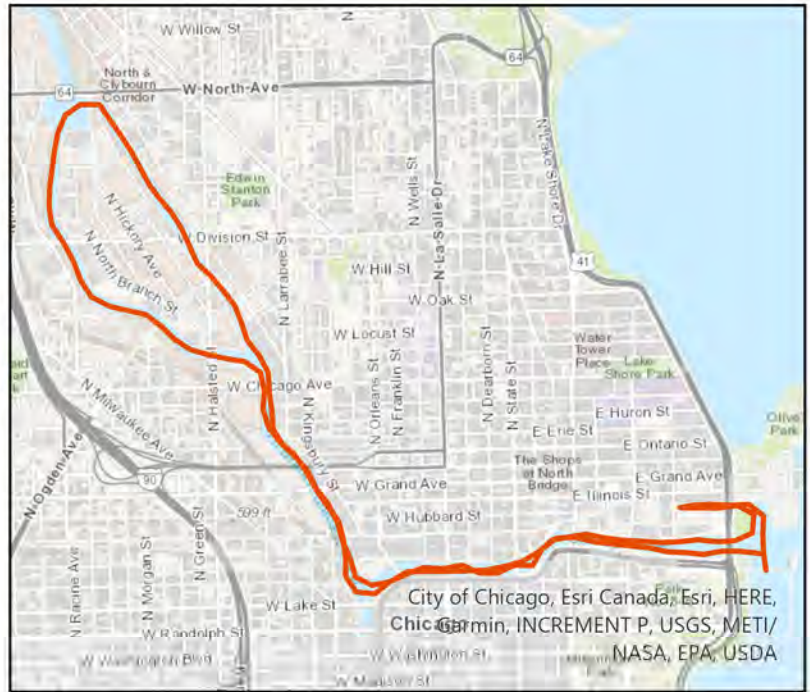 W Willow St
N
64
North &
Clybourn
Corridor
64
W-North-Ave
N Lake Shore Dr
Edwin
Stanton
Park
N Wells St
N Hickory Ave
N North Branch St
W Division St
N-La-Salle-Dr
N Larrabee St
W Hill St
41
W Oak St
W Locust St
Water
Tower
Place
Lake
Shore Park
N Halsted St
W Chicago Ave
N Orleans St
N Franklin St
N Dearborn St
N State St
N Milwaukee Ave
N Kingsbury St
E Huron St
Olive
Park
E Erie St
E Ontario St
N-Ogden-Ave
90
The Shops
at North
Bridge
E Grand Ave
W Grand Ave
E Illinois St
599 ft
W Hubbard St
N Racine Ave
N Morgan St
N Green St
W Lake St
City of Chicago, Esri Canada, Esri, HERE,
Chicago
Garmin, INCREMENT P, USGS, METI/
W Randolph St
NASA, EPA, USDA
W Washington Blvd
W Washington St
W Madison St